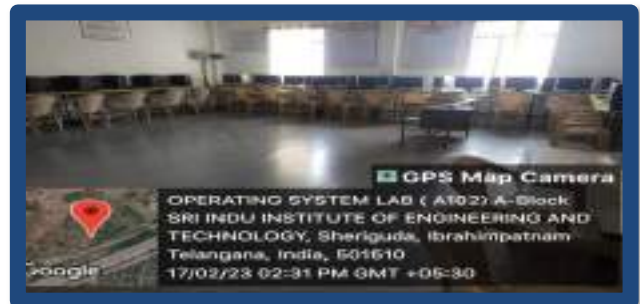 GPS Map Camera
OPERATING SYSTEM LAB ( A102) A-Block
SRI INDU INSTITUTE OF ENGINEERING AND
TECHNOLOGY, Sheriguda, Ibrahimpatnam
Telangana, India, 501510
17/02/23 02:31 PM GMT +05:30
Google